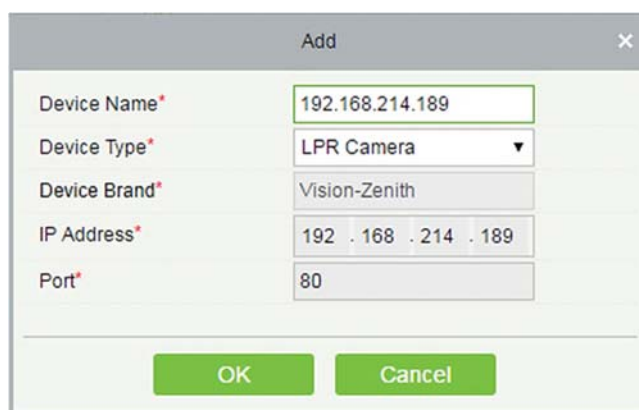 Add ×
Device Name* 192.168.214.189
Device Type* LPR Camera
Device Brand* Vision-Zenith
IP Address* 192 . 168 . 214 . 189
Port* 80
OK Cancel